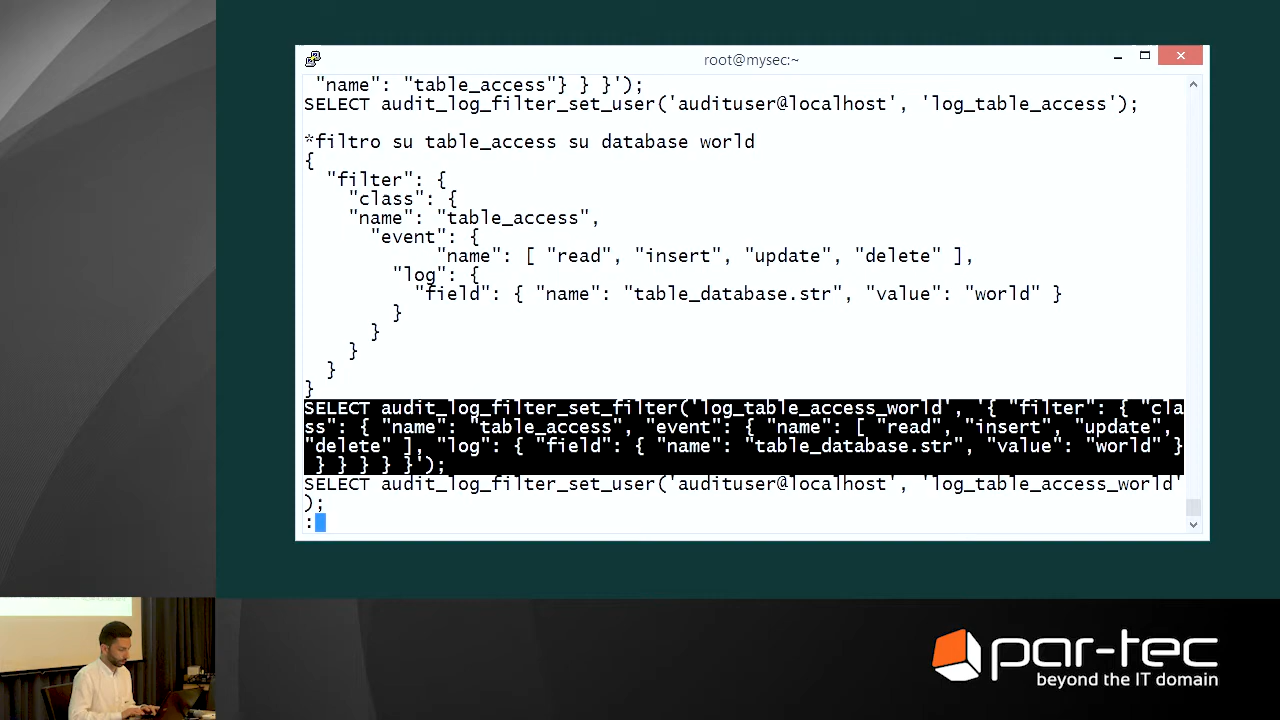 root@mysec:~
"name": "table_access"} } }');
SELECT audit_log_filter_set_user('audituser@localhost', 'log_table_access');
*filtro su table_access su database world
{
"filter": {
"class": {
"name": "table_access",
"event": {
"name": [ "read", "insert", "update", "delete" ],
"log": {
"field": { "name": "table_database.str", "value": "world" }
}
}
}
}
}
SELECT audit_log_filter_set_filter('log_table_access_world', '{ "filter": { "cla
ss": { "name": "table_access", "event": { "name": [ "read", "insert", "update",
"delete" ], "log": { "field": { "name": "table_database.str", "value": "world" }
} } } } }');
SELECT audit_log_filter_set_user('audituser@localhost', 'log_table_access_world'
);
:
par-tec
beyond the IT domain